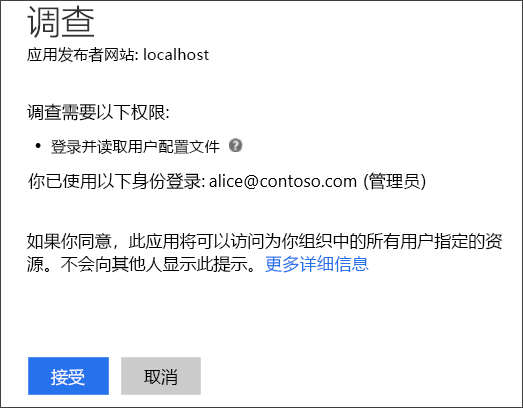 调查
应用发布者网站: localhost
调查需要以下权限:
• 登录并读取用户配置文件 ?
你已使用以下身份登录: alice@contoso.com (管理员)
如果你同意，此应用将可以访问为你组织中的所有用户指定的资
源。不会向其他人显示此提示。更多详细信息
接受 取消